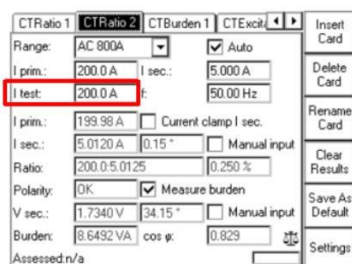 CTRatio 1 CTRatio 2 CTBurden 1 CTExcit
Insert Card
Range: AC 800A Auto
I prim.: 200.0 A I sec.: 5.000 A
Delete Card
I test: 200.0 A f: 50.00 Hz
Rename Card
I prim.: 199.98 A Current clamp I sec.
I sec.: 5.0120 A 0.15 ° Manual input
Clear Results
Ratio: 200.0:5.0125 0.250 %
Polarity: OK Measure burden
Save As Default
V sec.: 1.7340 V 34.15 ° Manual input
Burden: 8.6492 VA cos φ: 0.829
Settings
Assessed:n/a